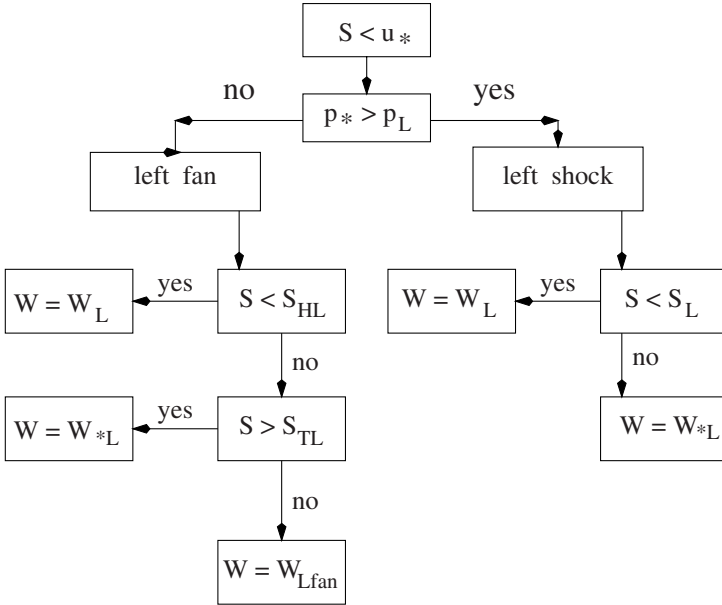 S < u*
no
yes
p* > pL
left fan
left shock
W = WL
yes
S < SHL
W = WL
yes
S < SL
no
no
W = W*L
yes
S > STL
W = W*L
no
W = WLfan